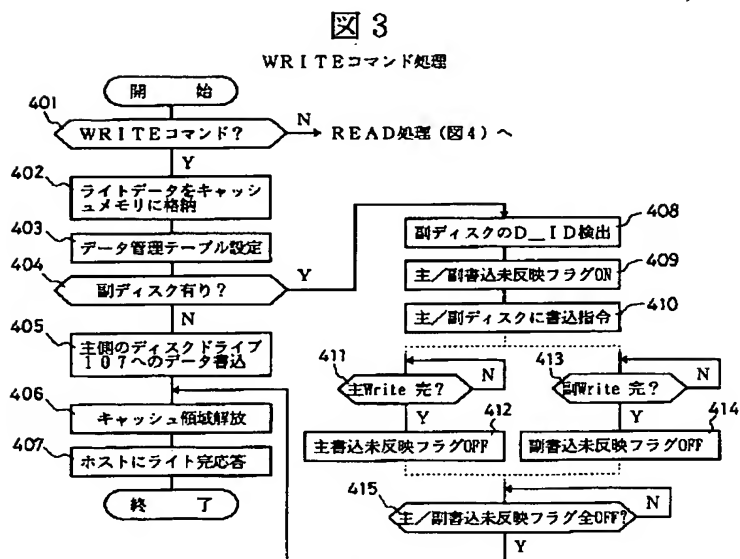 図3
WRITEコマンド処理
開 始
401
WRITEコマンド?
N
READ処理(図4)へ
Y
402
ライトデータをキャッシュメモリに格納
403
データ管理テーブル設定
404
副ディスク有り?
Y
N
405
主側のディスクドライブ
107へのデータ書込
406
キャッシュ領域解放
407
ホストにライト完応答
終 了
408
副ディスクのD__ID検出
409
主/副書込未反映フラグON
410
主/副ディスクに書込指令
411
主Write 完?
N
Y
412
主書込未反映フラグOFF
413
副Write 完?
N
Y
414
副書込未反映フラグOFF
415
主/副書込未反映フラグ全OFF?
N
Y